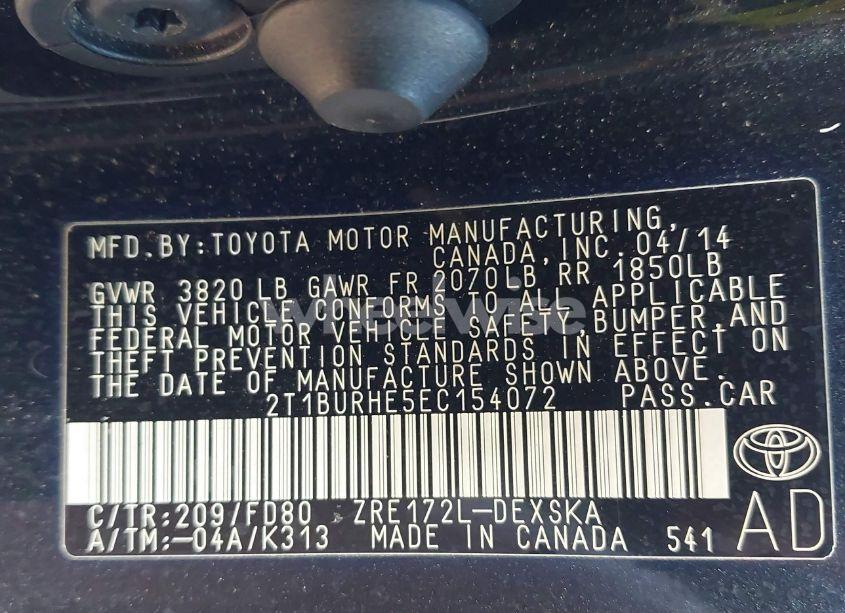 MFD.BY:TOYOTA MOTOR MANUFACTURING,
CANADA,INC. 04/14
GVWR 3820 LB GAWR FR 2070LB RR 1850LB
THIS VEHICLE CONFORMS TO ALL APPLICABLE
FEDERAL MOTOR VEHICLE SAFETY,BUMPER,AND
THEFT PREVENTION STANDARDS IN EFFECT ON
THE DATE OF MANUFACTURE SHOWN ABOVE.
2T1BURHE5EC154072 PASS.CAR
C/TR:209/FD80 ZRE172L-DEXSKA
A/TM:-04A/K313 MADE IN CANADA 541 AD
wheelwise